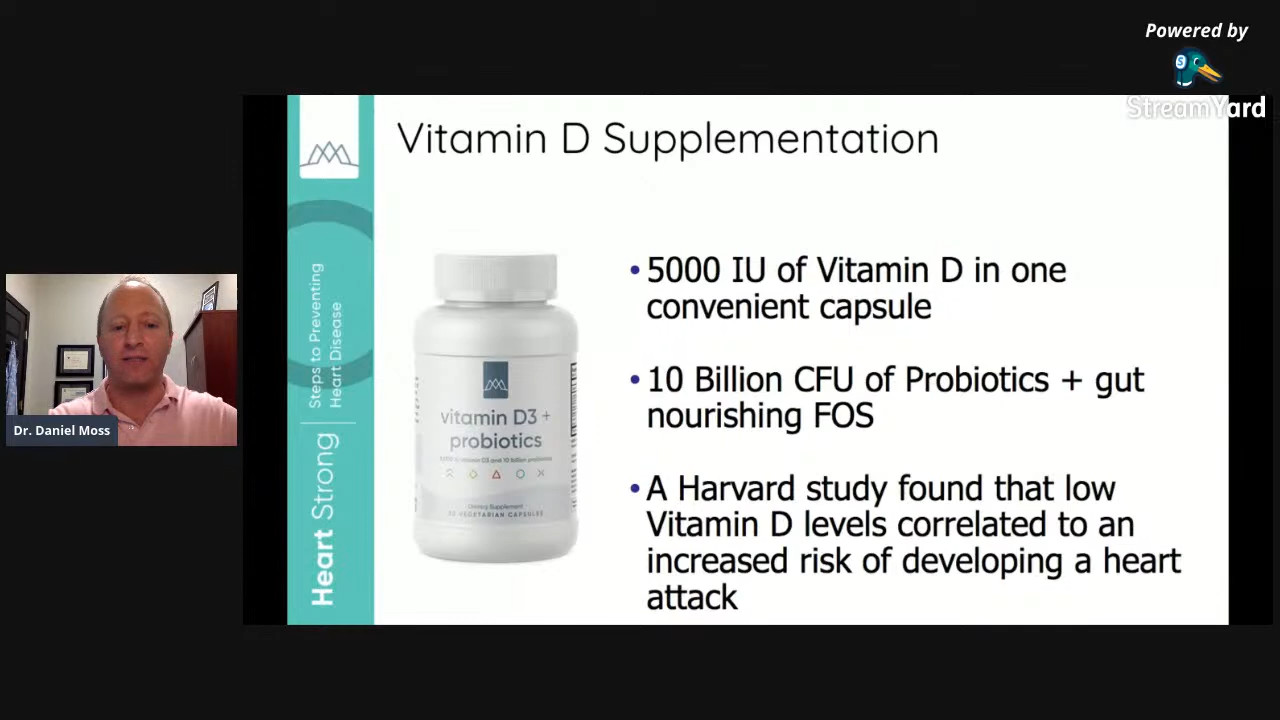 Powered by
StreamYard
Vitamin D Supplementation
• 5000 IU of Vitamin D in one
convenient capsule
• 10 Billion CFU of Probiotics + gut
nourishing FOS
• A Harvard study found that low
Vitamin D levels correlated to an
increased risk of developing a heart
attack
Heart Strong
Steps to Preventing
Heart Disease
vitamin D3 +
probiotics
Dietary Supplement
VEGETARIAN CAPSULES
Dr. Daniel Moss